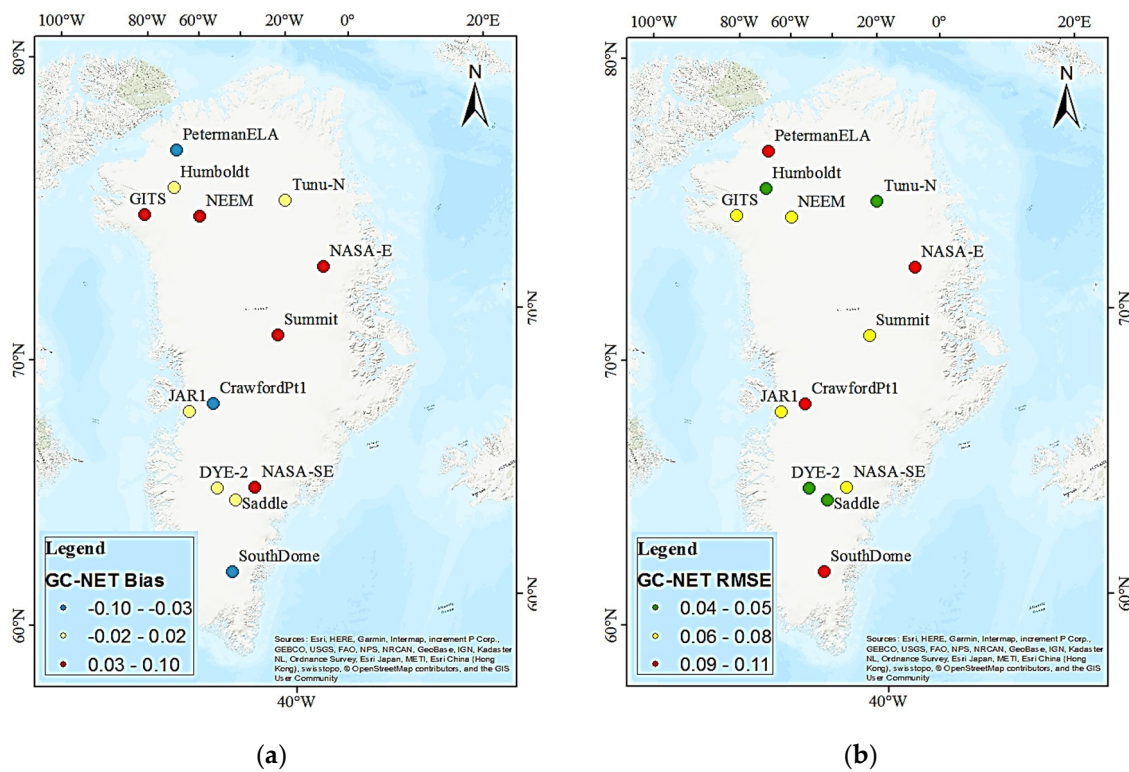 100°W 80°W 60°W 40°W 20°W 0° 20°E
80°N
N
PetermanELA
Humboldt
Tunu-N
GITS
NEEM
NASA-E
70°N
Summit
70°N
CrawfordPt1
JAR1
DYE-2
NASA-SE
Saddle
SouthDome
60°N
60°N
Legend
GC-NET Bias
-0.10 - -0.03
-0.02 - 0.02
0.03 - 0.10
Sources: Esri, HERE, Garmin, Intermap, increment P Corp.,
GEBCO, USGS, FAO, NPS, NRCAN, GeoBase, IGN, Kadaster
NL, Ordnance Survey, Esri Japan, METI, Esri China (Hong
Kong), swisstopo, © OpenStreetMap contributors, and the GIS
User Community
40°W
(a)
100°W 80°W 60°W 40°W 20°W 0° 20°E
80°N
N
PetermanELA
Humboldt
Tunu-N
GITS
NEEM
NASA-E
70°N
Summit
70°N
CrawfordPt1
JAR1
DYE-2
NASA-SE
Saddle
SouthDome
60°N
60°N
Legend
GC-NET RMSE
0.04 - 0.05
0.06 - 0.08
0.09 - 0.11
Sources: Esri, HERE, Garmin, Intermap, increment P Corp.,
GEBCO, USGS, FAO, NPS, NRCAN, GeoBase, IGN, Kadaster
NL, Ordnance Survey, Esri Japan, METI, Esri China (Hong
Kong), swisstopo, © OpenStreetMap contributors, and the GIS
User Community
40°W
(b)